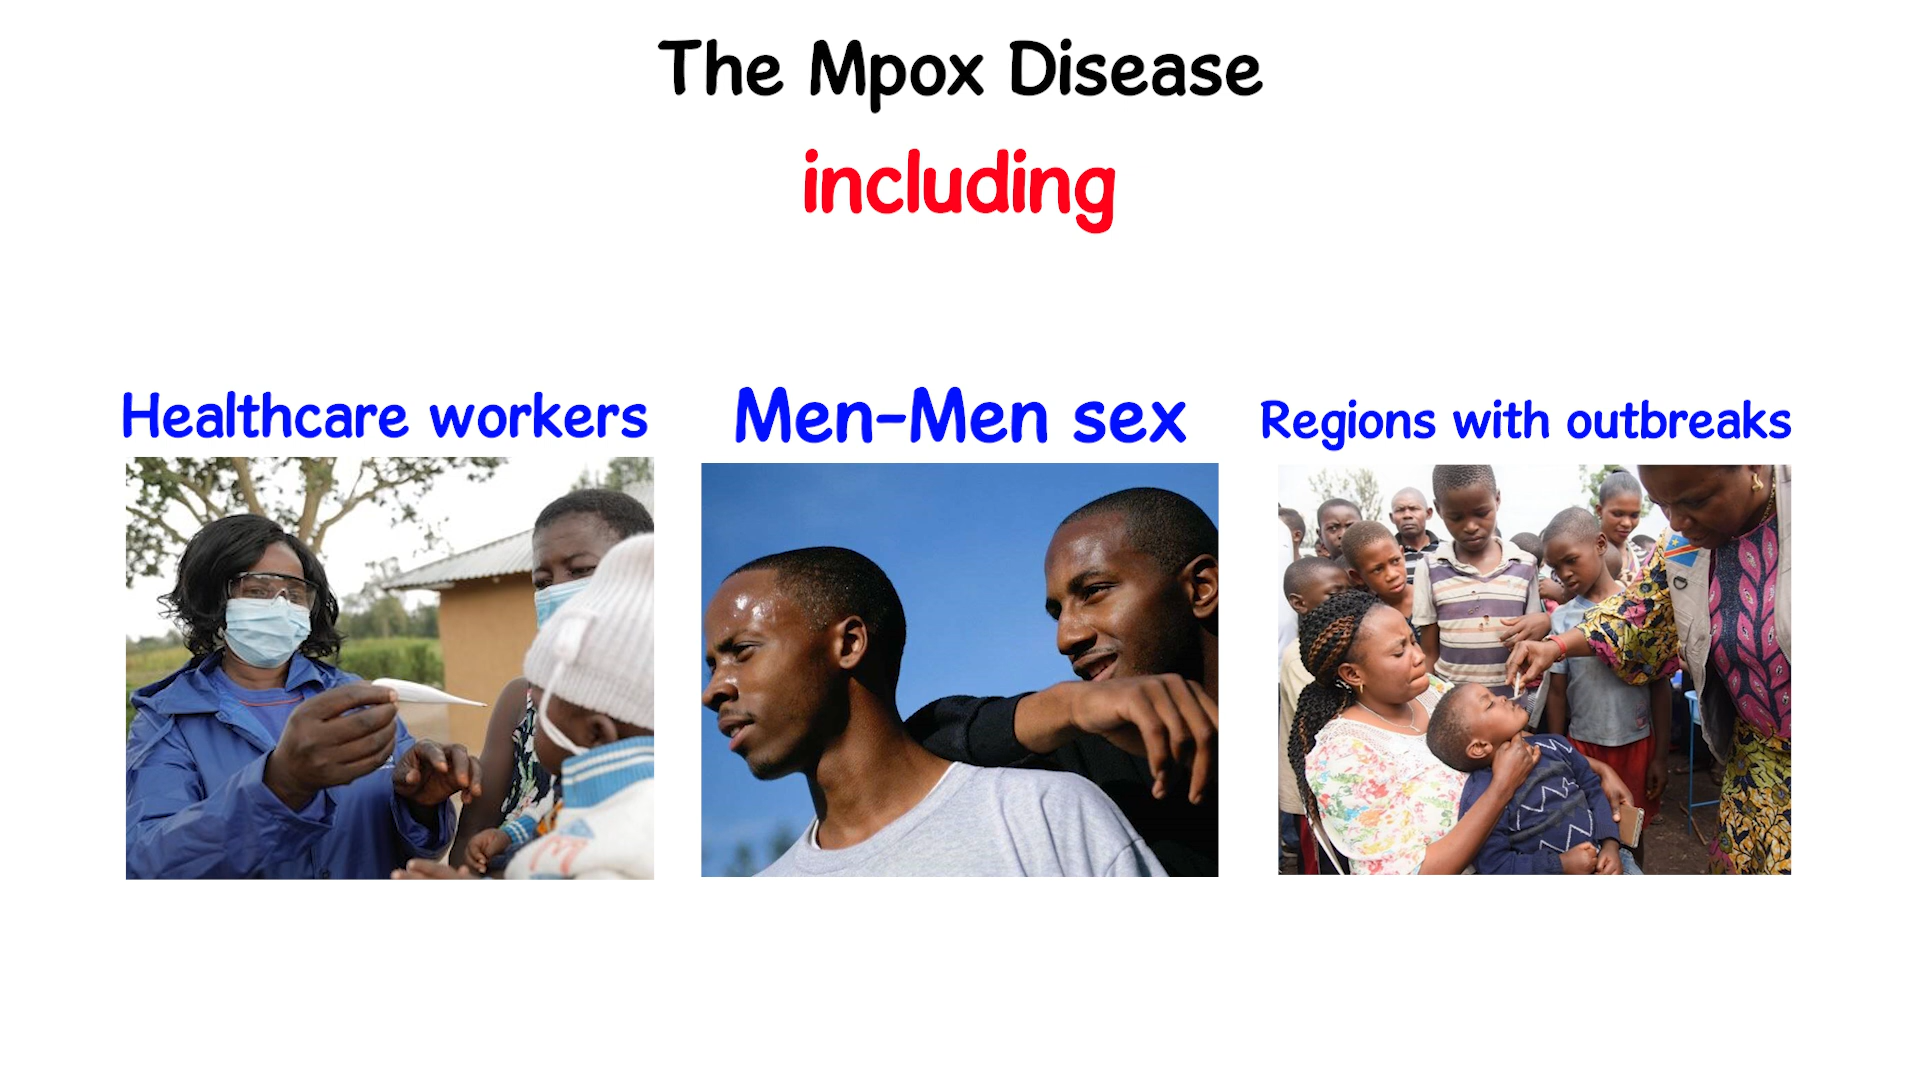 The Mpox Disease
including
Healthcare workers
Men-Men sex
Regions with outbreaks